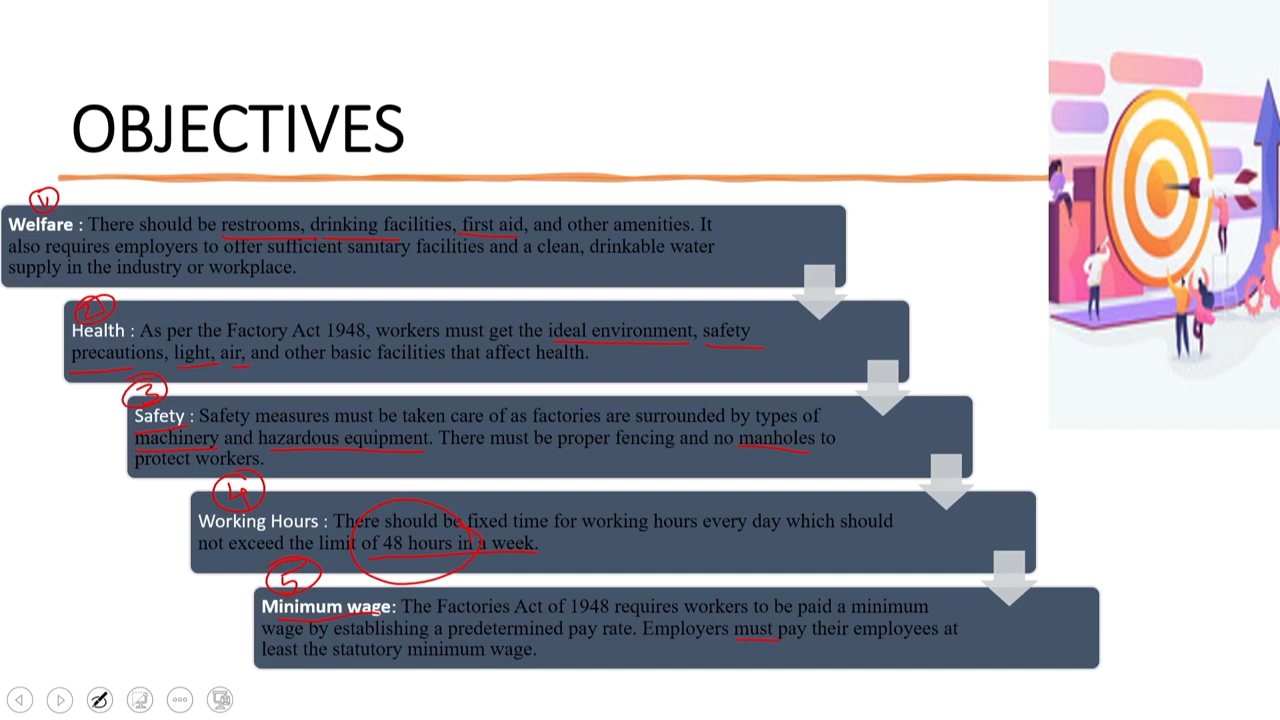 OBJECTIVES
1
Welfare : There should be restrooms, drinking facilities, first aid, and other amenities. It
also requires employers to offer sufficient sanitary facilities and a clean, drinkable water
supply in the industry or workplace.
2
Health : As per the Factory Act 1948, workers must get the ideal environment, safety
precautions, light, air, and other basic facilities that affect health.
3
Safety : Safety measures must be taken care of as factories are surrounded by types of
machinery and hazardous equipment. There must be proper fencing and no manholes to
protect workers.
4
Working Hours : There should be fixed time for working hours every day which should
not exceed the limit of 48 hours in a week.
5
Minimum wage: The Factories Act of 1948 requires workers to be paid a minimum
wage by establishing a predetermined pay rate. Employers must pay their employees at
least the statutory minimum wage.